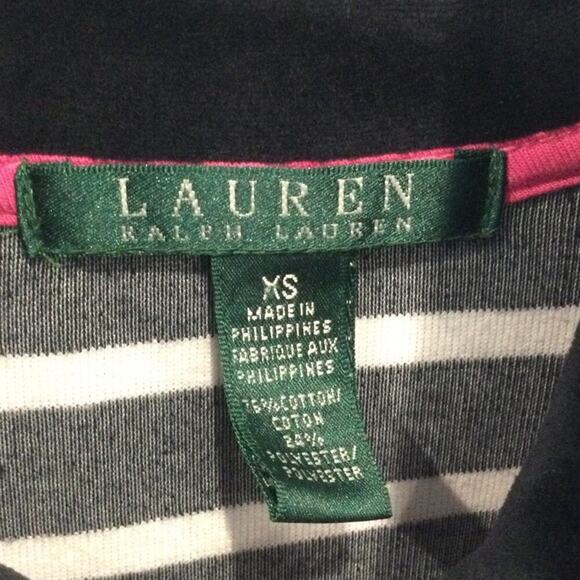 LAUREN
RALPH LAUREN
XS
MADE IN
PHILIPPINES
FABRIQUE AUX
PHILIPPINES
76%COTTON/
COTON
24%
POLYESTER/
POLYESTER